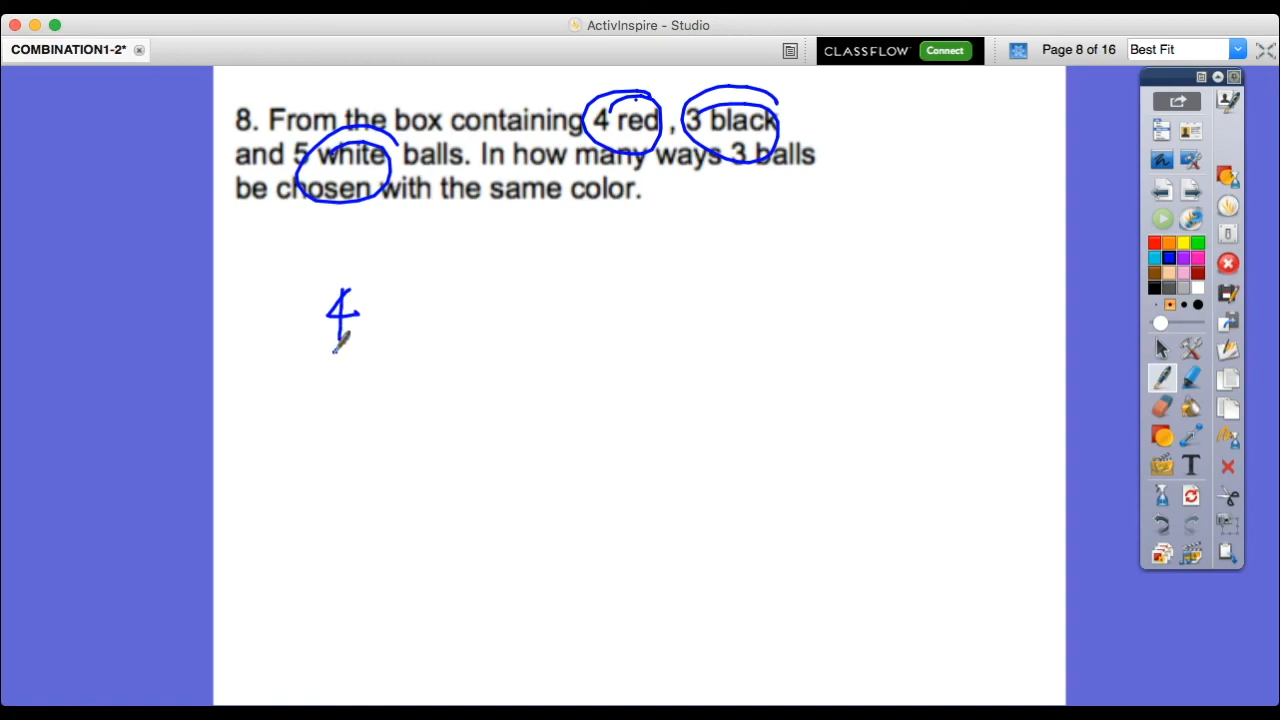 ActivInspire - Studio
COMBINATION1-2*
CLASSFLOW Connect
Page 8 of 16
Best Fit
8. From the box containing 4 red , 3 black
and 5 white balls. In how many ways 3 balls
be chosen with the same color.
4
T